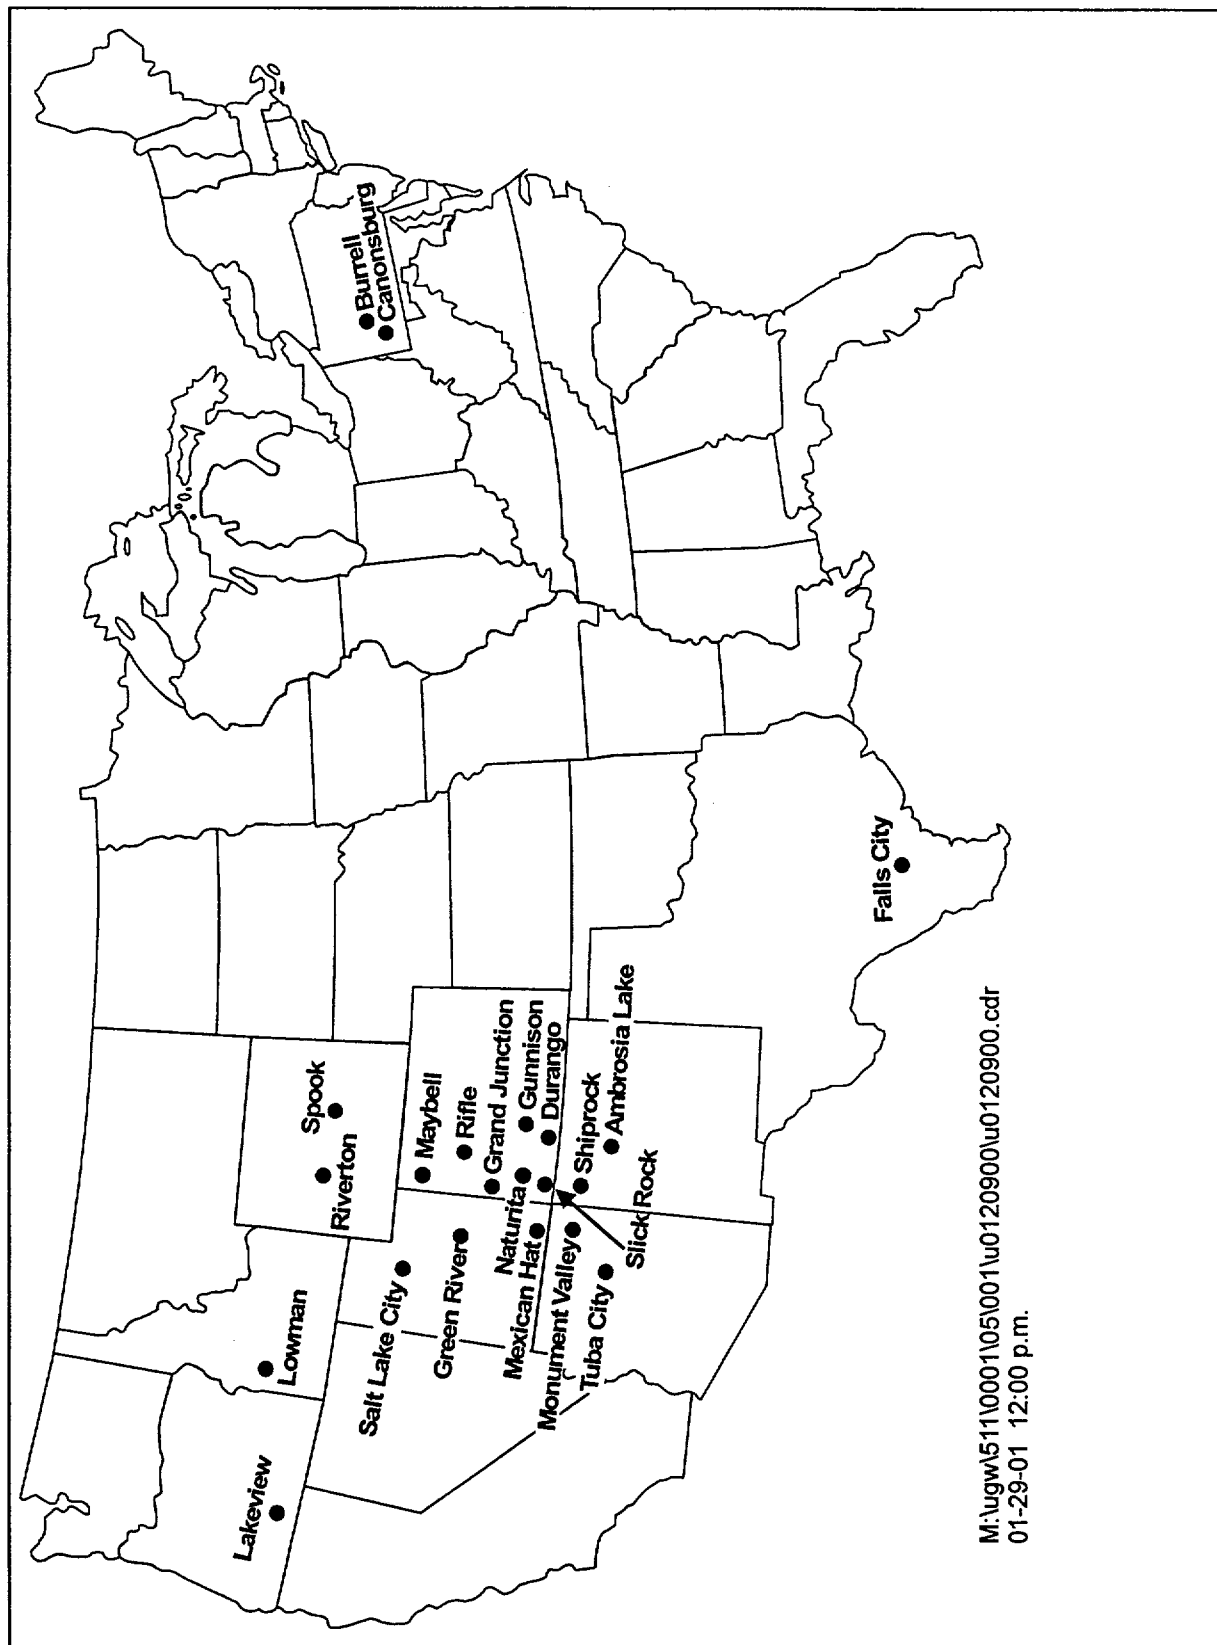 Lakeview
Lowman
Riverton
Spook
Salt Lake City
Green River
Mexican Hat
Monument Valley
Tuba City
Maybell
Rifle
Grand Junction
Naturita
Gunnison
Durango
Slick Rock
Shiprock
Ambrosia Lake
Falls City
Burrell
Canonsburg
M:\ugw\511\0001\05\001\u0120900\u0120900.cdr
01-29-01 12:00 p.m.